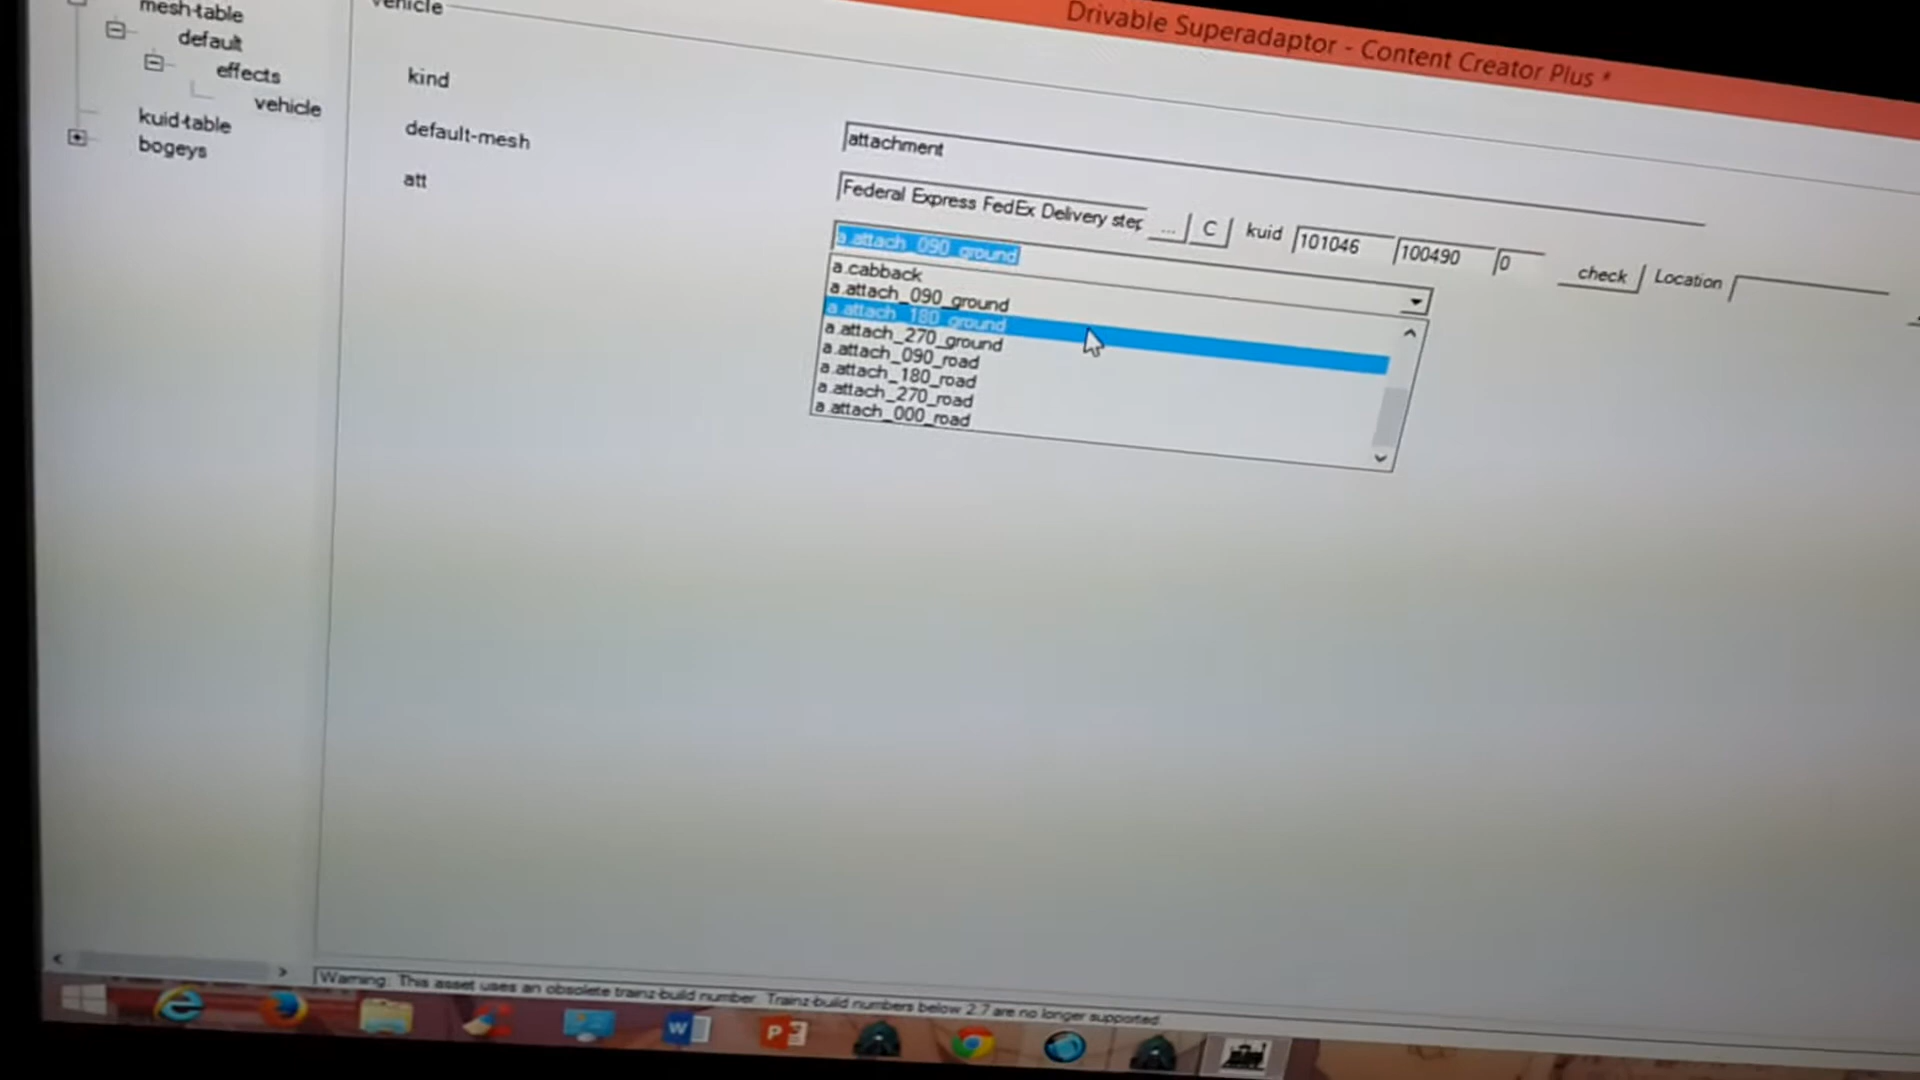 Drivable Superadaptor - Content Creator Plus *
mesh-table
default
effects
vehicle
kuid-table
bogeys
vehicle
kind
attachment
default-mesh
Federal Express FedEx Delivery step
...
C
kuid
101046
100490
0
check
Location
att
a.attach_090_ground
a.cabback
a.attach_090_ground
a.attach_180_ground
a.attach_270_ground
a.attach_090_road
a.attach_180_road
a.attach_270_road
a.attach_000_road
Warning: This asset uses an obsolete trainz-build number. Trainz-build numbers below 2.7 are no longer supported.